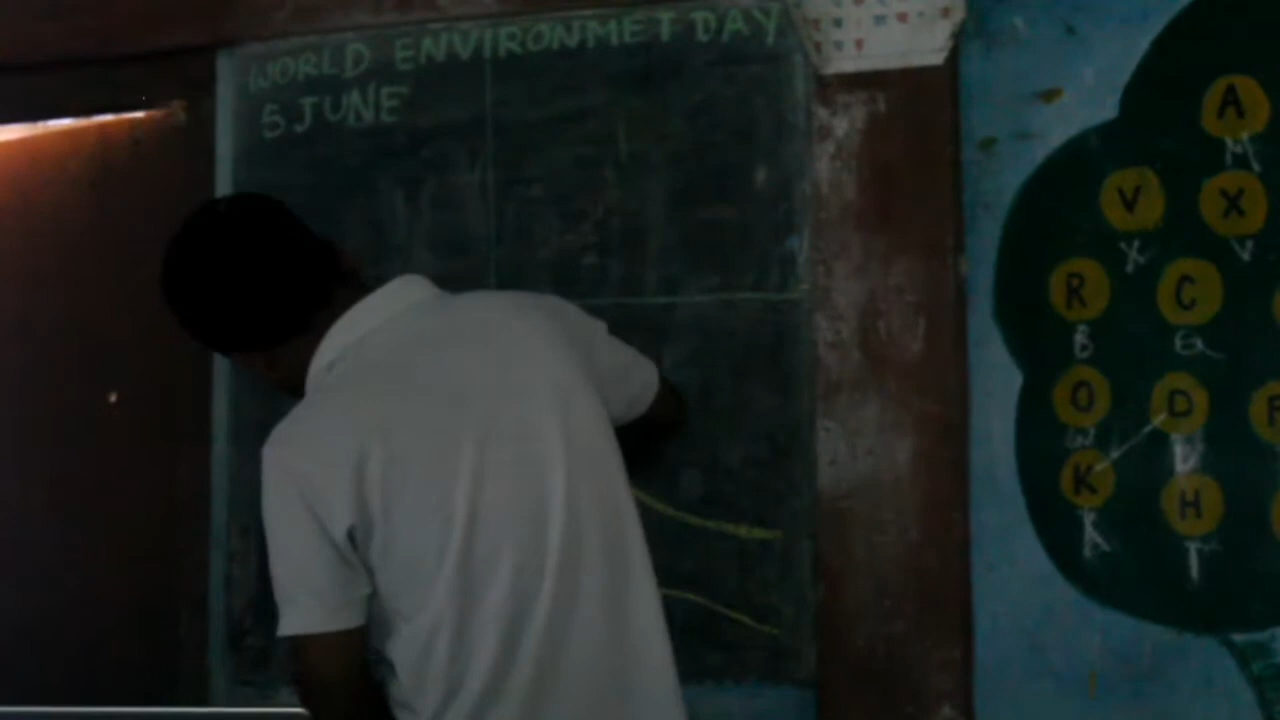 WORLD ENVIRONMET DAY
5 JUNE
A
M
V X
X V
R C
B Q
O D F
W
K H
K T